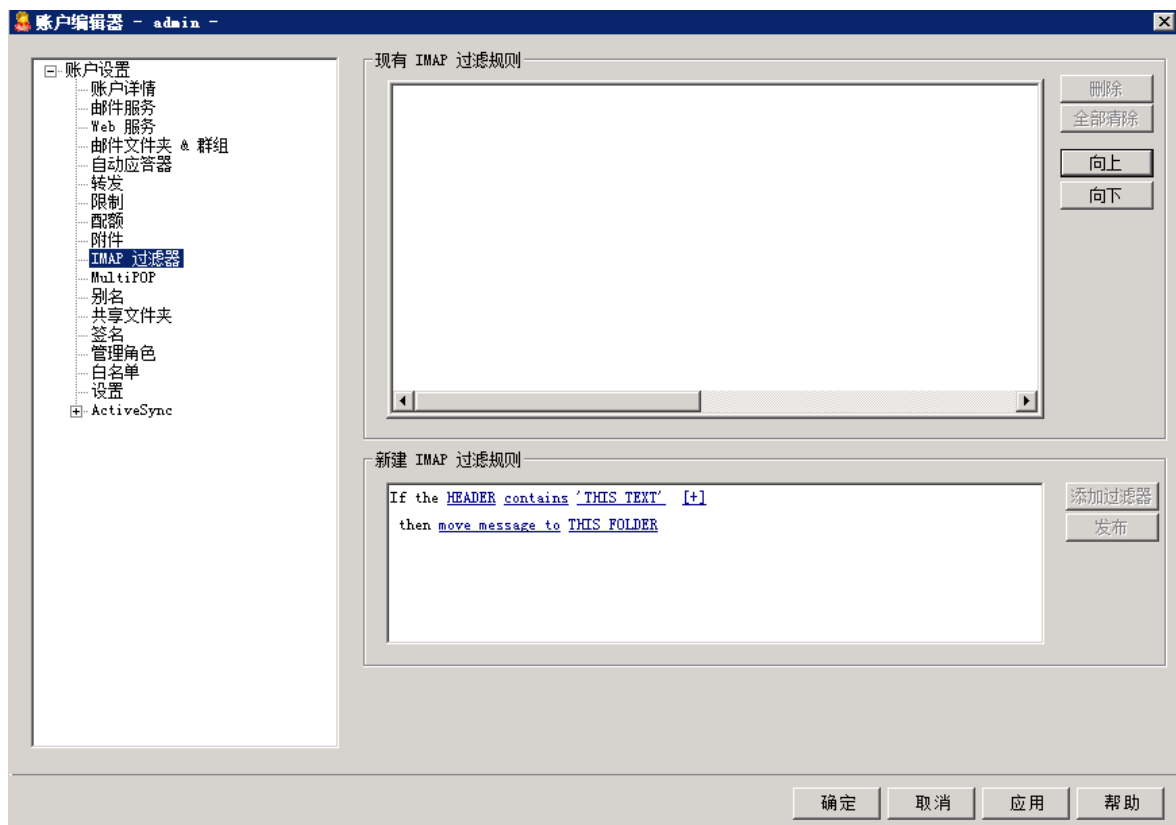 账户编辑器 - admin -
账户设置
账户详情
邮件服务
Web 服务
邮件文件夹 & 群组
自动应答器
转发
限制
配额
附件
IMAP 过滤器
MultiPOP
别名
共享文件夹
签名
管理角色
白名单
设置
ActiveSync
现有 IMAP 过滤规则
删除
全部清除
向上
向下
新建 IMAP 过滤规则
If the HEADER contains 'THIS TEXT' [+]
then move message to THIS FOLDER
添加过滤器
发布
确定
取消
应用
帮助